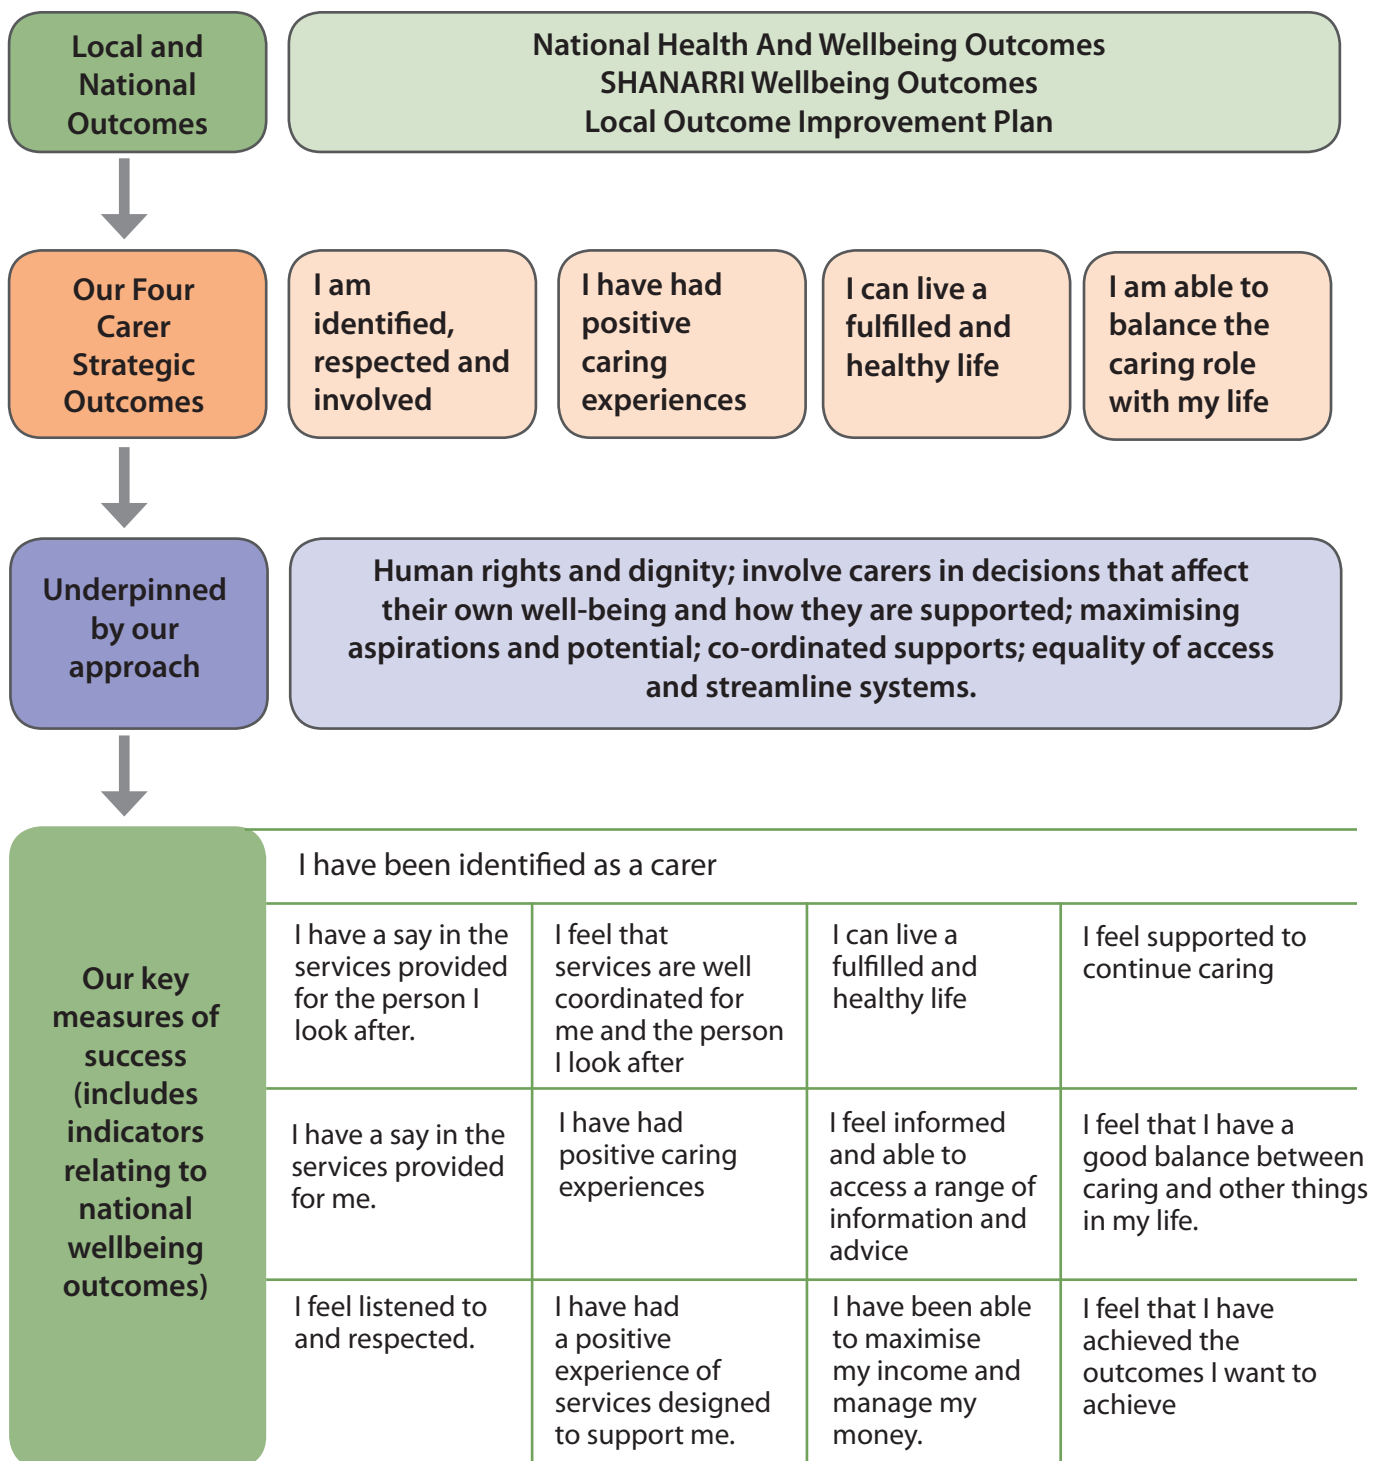 Local and
National
Outcomes
National Health And Wellbeing Outcomes
SHANARRI Wellbeing Outcomes
Local Outcome Improvement Plan
Our Four
Carer
Strategic
Outcomes
I am
identified,
respected and
involved
I have had
positive
caring
experiences
I can live a
fulfilled and
healthy life
I am able to
balance the
caring role
with my life
Underpinned
by our
approach
Human rights and dignity; involve carers in decisions that affect
their own well-being and how they are supported; maximising
aspirations and potential; co-ordinated supports; equality of access
and streamline systems.
Our key
measures of
success
(includes
indicators
relating to
national
wellbeing
outcomes)
I have been identified as a carer
I have a say in the
services provided
for the person I
look after.
I feel that
services are well
coordinated for
me and the person
I look after
I can live a
fulfilled and
healthy life
I feel supported to
continue caring
I have a say in the
services provided
for me.
I have had
positive caring
experiences
I feel informed
and able to
access a range of
information and
advice
I feel that I have a
good balance between
caring and other things
in my life.
I feel listened to
and respected.
I have had
a positive
experience of
services designed
to support me.
I have been able
to maximise
my income and
manage my
money.
I feel that I have
achieved the
outcomes I want to
achieve